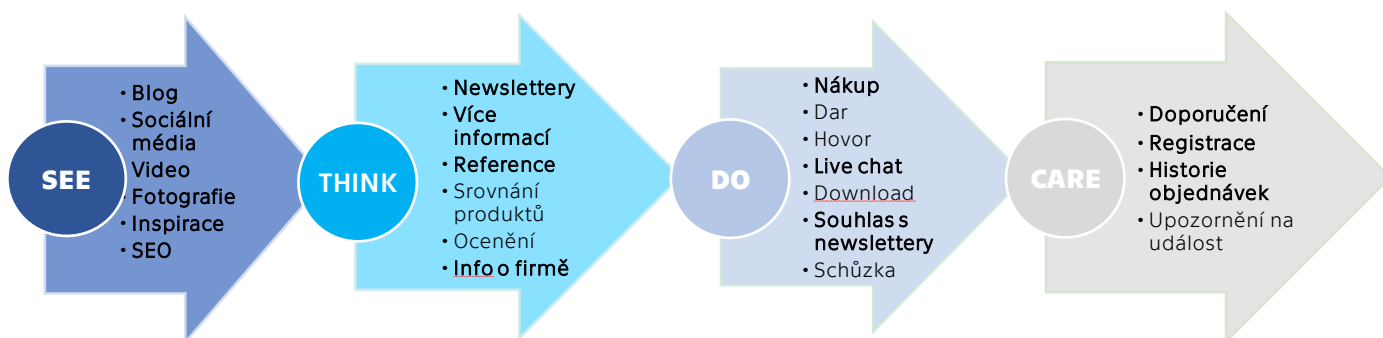 SEE
• Blog
• Sociální
média
Video
• Fotografie
• Inspirace
• SEO
THINK
• Newslettery
• Více
informací
• Reference
• Srovnání
produktů
• Ocenění
• Info o firmě
DO
• Nákup
• Dar
• Hovor
• Live chat
• Download
• Souhlas s
newslettery
• Schůzka
CARE
• Doporučení
• Registrace
• Historie
objednávek
• Upozornění na
událost